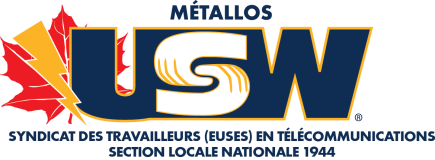 MÉTALLOS
USW
®
SYNDICAT DES TRAVAILLEURS (EUSES) EN TÉLÉCOMMUNICATIONS
SECTION LOCALE NATIONALE 1944